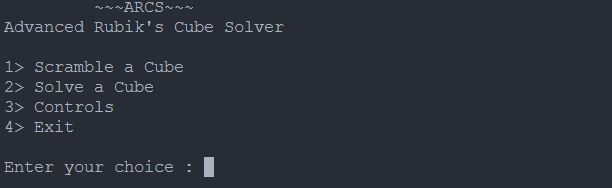 ~~~ARCS~~~
Advanced Rubik's Cube Solver
1> Scramble a Cube
2> Solve a Cube
3> Controls
4> Exit
Enter your choice :